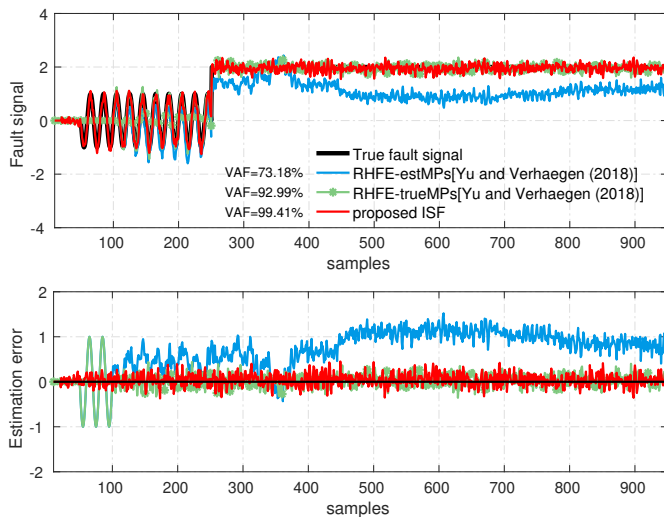 4
2
0
-2
-4
Fault signal
True fault signal
VAF=73.18% RHFE-estMPs[Yu and Verhaegen (2018)]
VAF=92.99% RHFE-trueMPs[Yu and Verhaegen (2018)]
VAF=99.41% proposed ISF
100 200 300 400 500 600 700 800 900
samples
2
1
0
-1
-2
Estimation error
100 200 300 400 500 600 700 800 900
samples